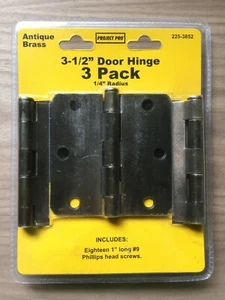 Antique
Brass
PROJECT PRO
225-3852
3-1/2" Door Hinge
3 Pack
1/4" Radius
INCLUDES:
Eighteen 1" long #9
Phillips head screws.